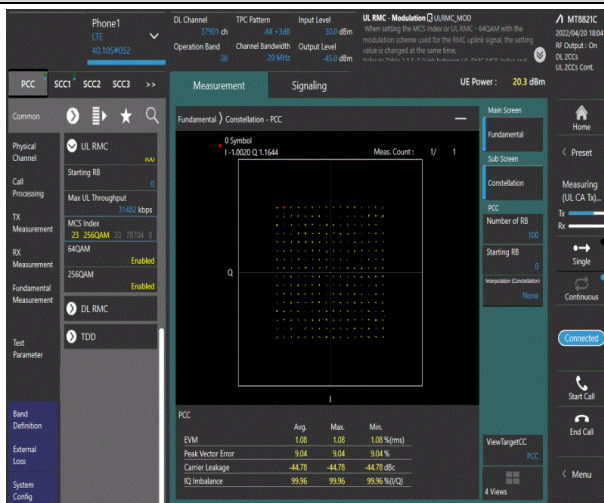 Phone1
LTE
40.105#052
DL Channel
37901 ch
TPC Pattern
All +3dB
Input Level
30.0 dBm
Operation Band
38
Channel Bandwidth
20 MHz
Output Level
-45.0 dBm
UL RMC - Modulation ULRMC_MOD
When setting the MCS index or UL RMC - 64QAM with the
modulation scheme used for the RMC uplink signal, the setting
value is changed at the same time.
MT8821C
2022/04/20 18:04
RF Output : On
DL 2CCs
UL 2CCs Cont.
PCC
SCC1
SCC2
SCC3
>>
Measurement
Signaling
UE Power : 20.3 dBm
Common
Physical
Channel
Call
Processing
TX
Measurement
RX
Measurement
Fundamental
Measurement
Test
Parameter
Band
Definition
External
Loss
System
Config
UL RMC
100
Starting RB
0
Max UL Throughput
31482 kbps
MCS Index
23 256QAM 30 78704 8
64QAM
Enabled
256QAM
Enabled
DL RMC
TDD
Fundamental ⟩ Constellation - PCC
0 Symbol
I -1.0020 Q 1.1644
Meas. Count : 1/ 1
Q
I
PCC
Avg. Max. Min.
EVM 1.08 1.08 1.08 %(rms)
Peak Vector Error 9.04 9.04 9.04 %
Carrier Leakage -44.78 -44.78 -44.78 dBc
IQ Imbalance 99.96 99.96 99.96 %(I/Q)
Main Screen
Fundamental
Sub Screen
Constellation
PCC
Number of RB
100
Starting RB
0
Interpolation (Constellation)
None
ViewTargetCC
PCC
4 Views
Home
< Preset
Measuring
(UL CA Tx)...
Tx
Rx
Single
Continuous
Connected
Start Call
End Call
< Menu